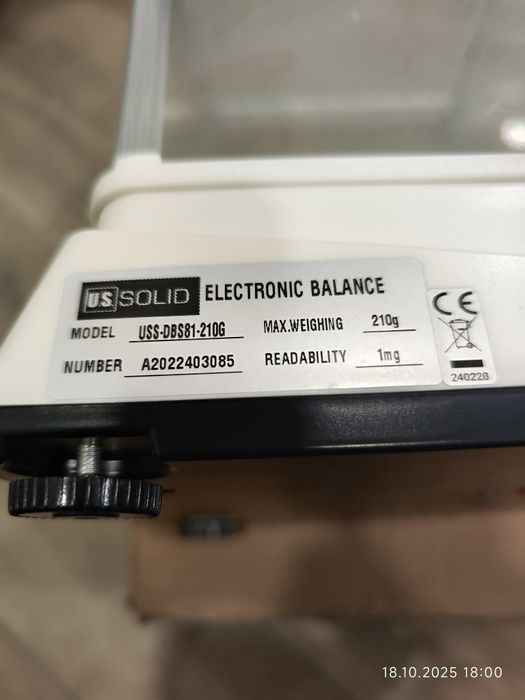 US SOLID ELECTRONIC BALANCE
MODEL USS-DBS81-210G MAX.WEIGHING 210g
NUMBER A2022403085 READABILITY 1mg
CE
240228
18.10.2025 18:00